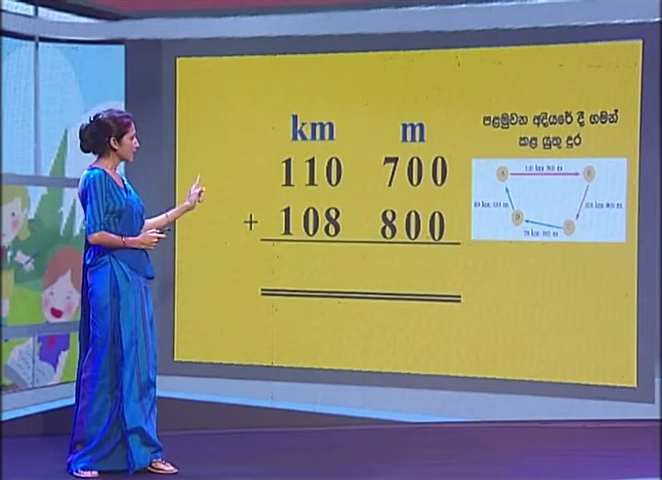 km m
110 700
+ 108 800
පළමුවන අදියරේ දී ගමන්
කළ යුතු දුර
A
B
C